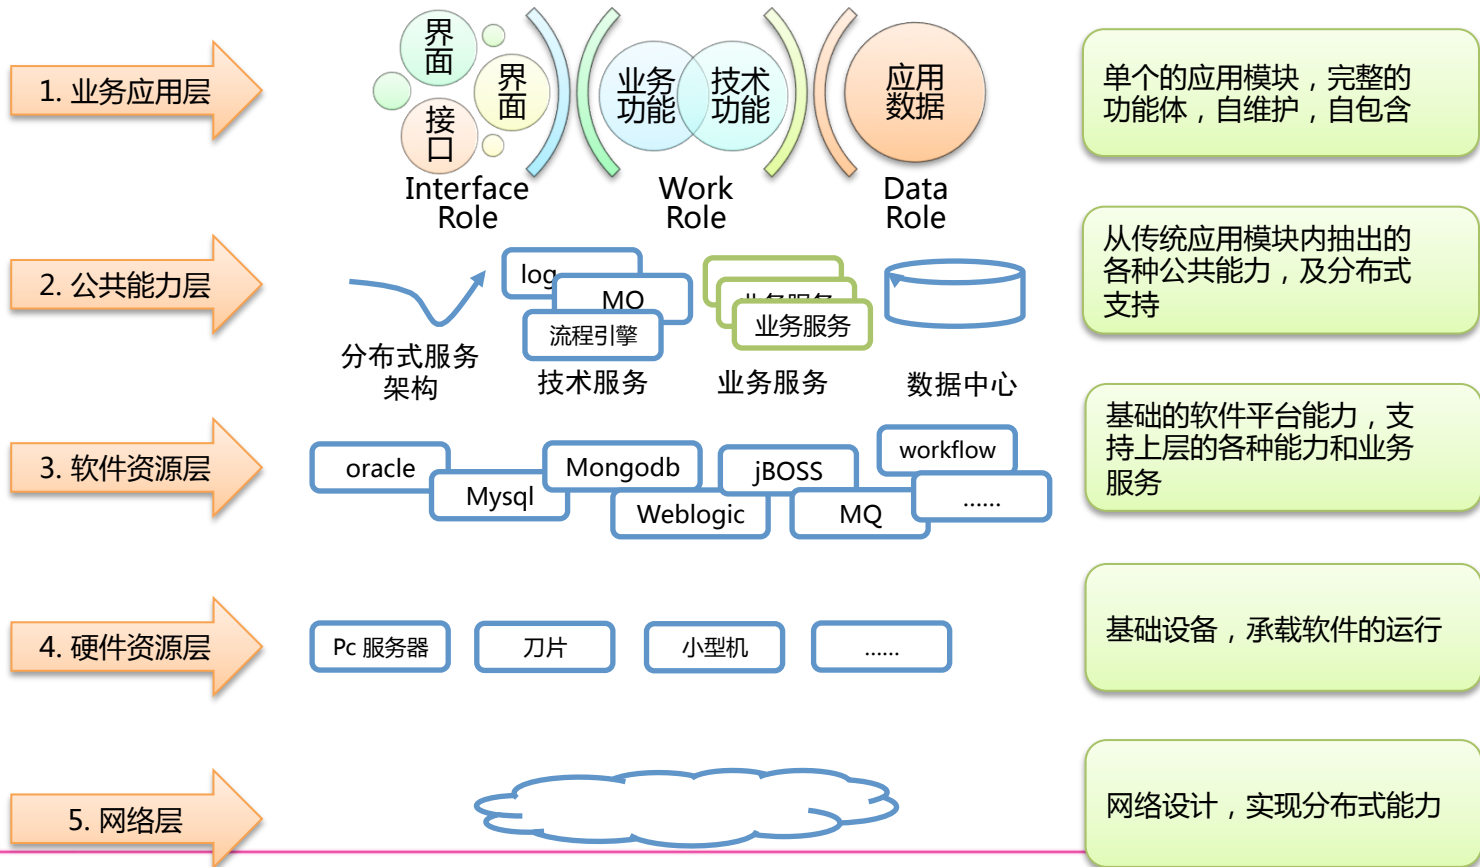 1. 业务应用层
界
面
界
面
接
口
业务
功能
技术
功能
应用
数据
Interface
Role
Work
Role
Data
Role
单个的应用模块，完整的
功能体，自维护，自包含
2. 公共能力层
log
MQ
流程引擎
业务服务
业务服务
分布式服务
架构
技术服务
业务服务
数据中心
从传统应用模块内抽出的
各种公共能力，及分布式
支持
3. 软件资源层
oracle
Mysql
Mongodb
Weblogic
jBOSS
MQ
workflow
......
基础的软件平台能力，支
持上层的各种能力和业务
服务
4. 硬件资源层
Pc 服务器
刀片
小型机
......
基础设备，承载软件的运行
5. 网络层
网络设计，实现分布式能力